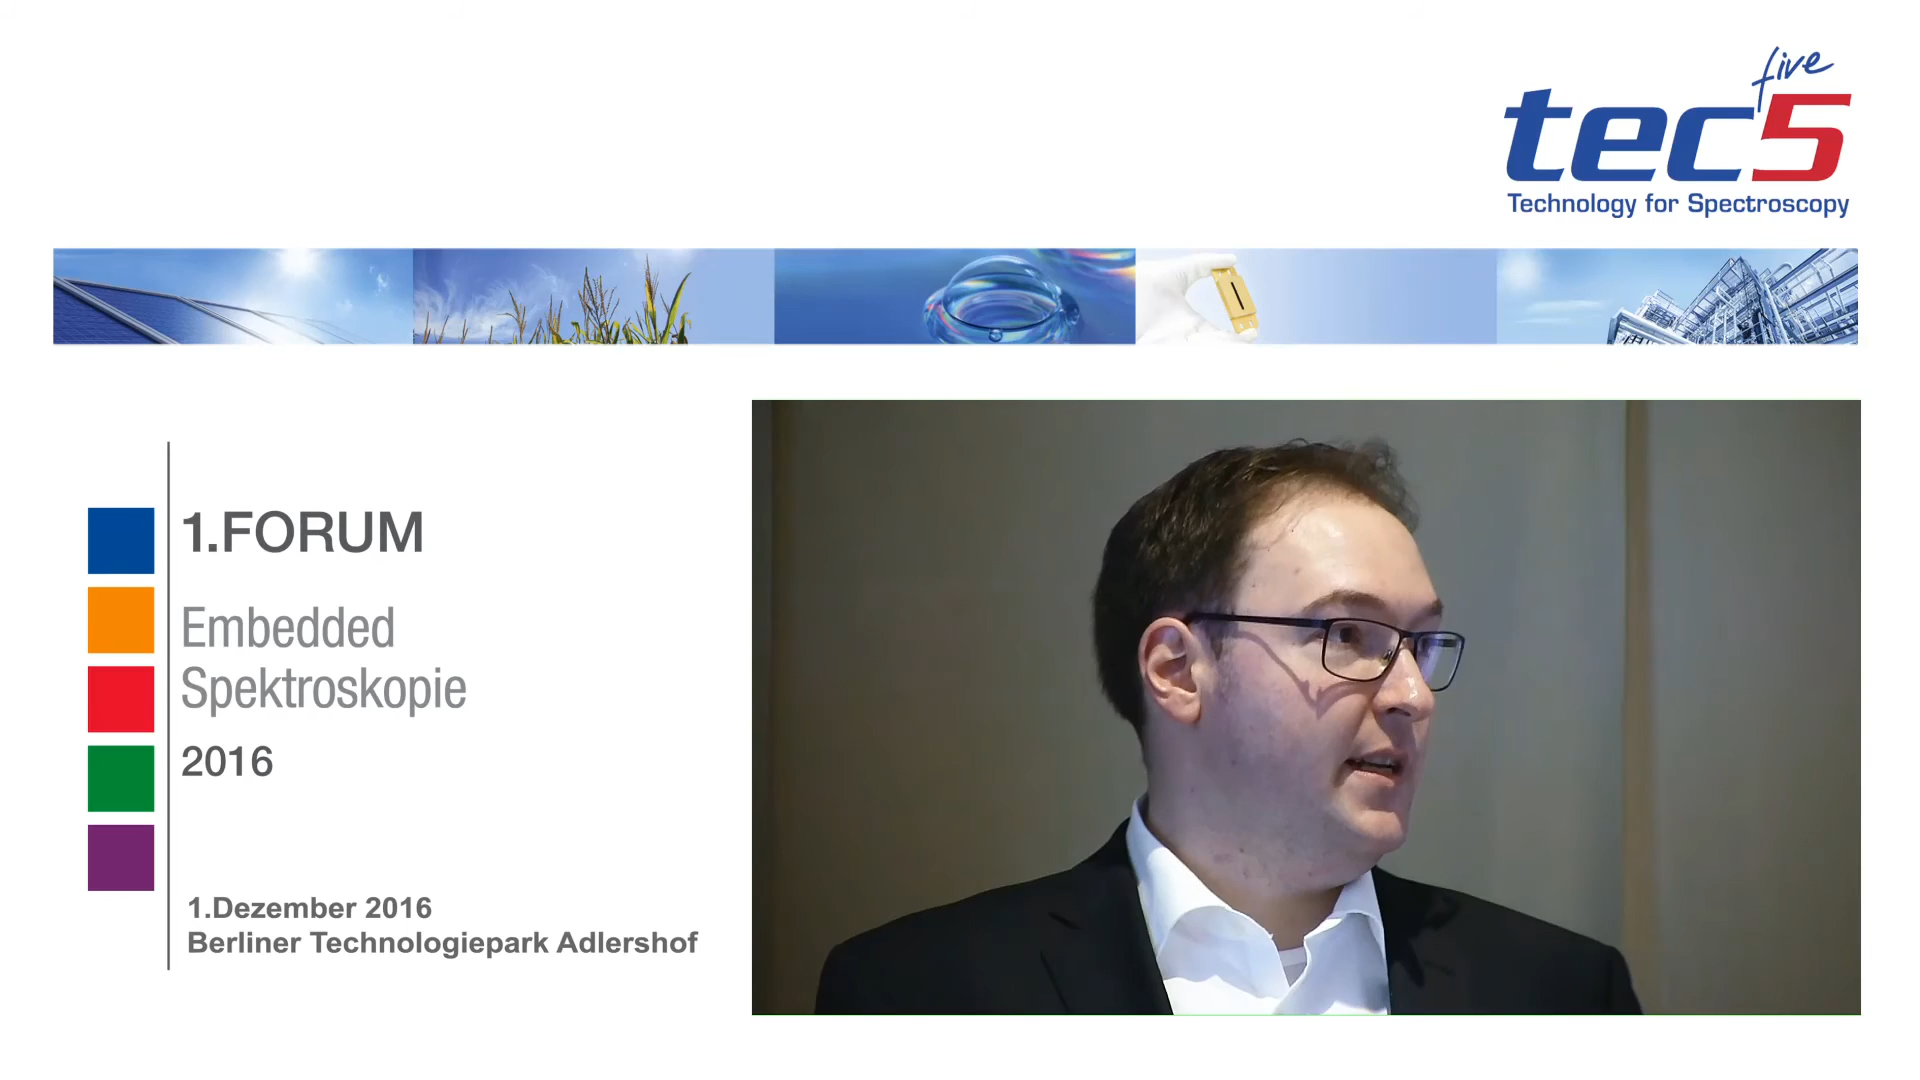 five
tec5
Technology for Spectroscopy
1.FORUM
Embedded
Spektroskopie
2016
1.Dezember 2016
Berliner Technologiepark Adlershof